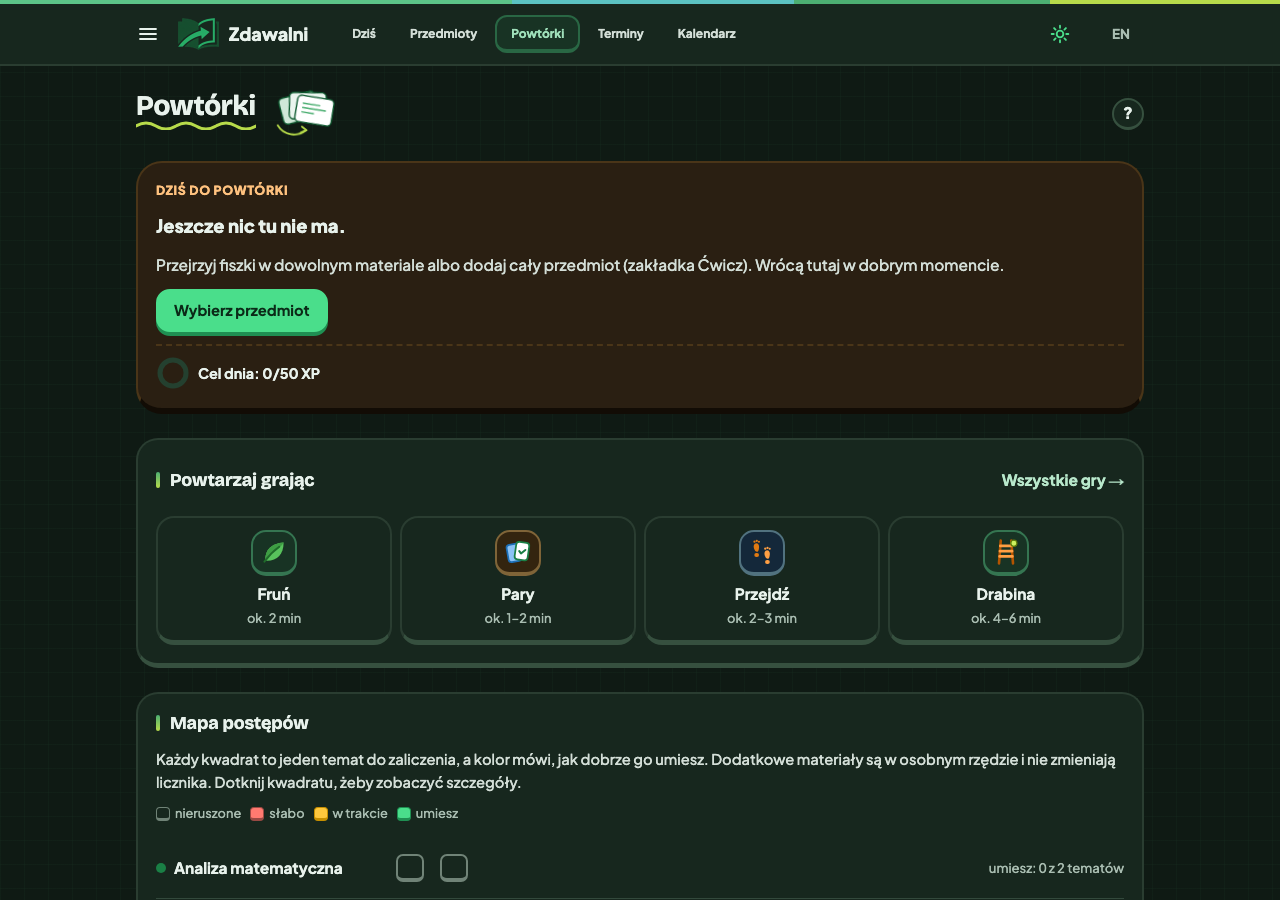 Zdawalni
Dziś
Przedmioty
Powtórki
Terminy
Kalendarz
EN
Powtórki
?
DZIŚ DO POWTÓRKI
Jeszcze nic tu nie ma.
Przejrzyj fiszki w dowolnym materiale albo dodaj cały przedmiot (zakładka Ćwicz). Wrócą tutaj w dobrym momencie.
Wybierz przedmiot
Cel dnia: 0/50 XP
Powtarzaj grając
Wszystkie gry →
Fruń
ok. 2 min
Pary
ok. 1–2 min
Przejdź
ok. 2–3 min
Drabina
ok. 4–6 min
Mapa postępów
Każdy kwadrat to jeden temat do zaliczenia, a kolor mówi, jak dobrze go umiesz. Dodatkowe materiały są w osobnym rzędzie i nie zmieniają
licznika. Dotknij kwadratu, żeby zobaczyć szczegóły.
nieruszone
słabo
w trakcie
umiesz
Analiza matematyczna
umiesz: 0 z 2 tematów